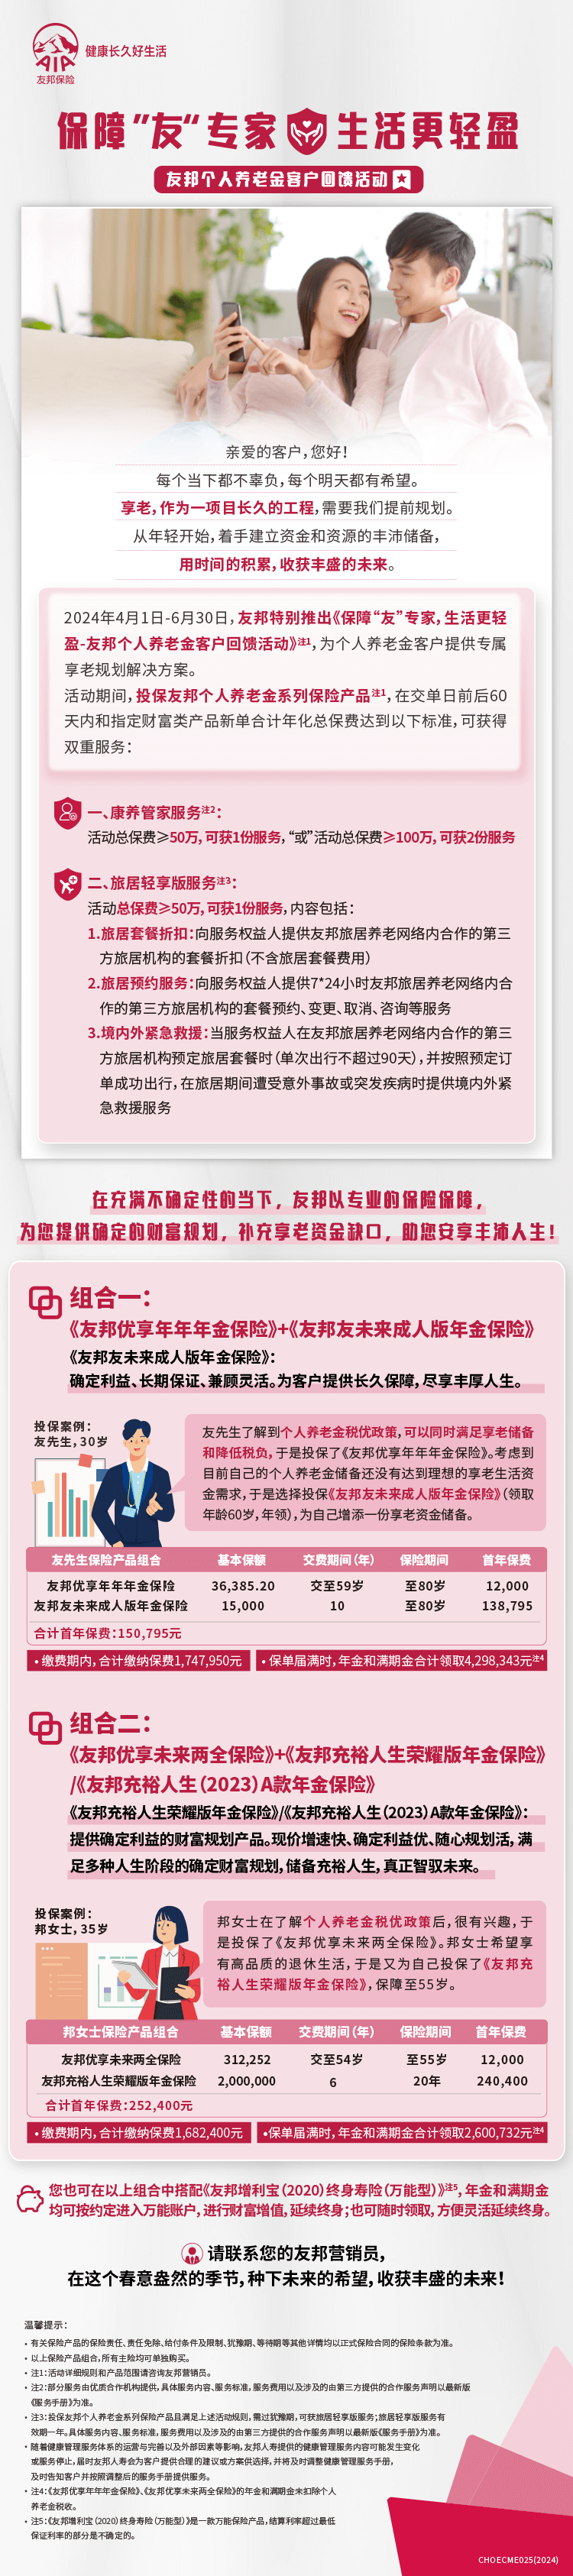 AIA
友邦保险
健康长久好生活
保障”友“专家 生活更轻盈
友邦个人养老金客户回馈活动
亲爱的客户，您好！
每个当下都不辜负，每个明天都有希望。
享老，作为一项目长久的工程，需要我们提前规划。
从年轻开始，着手建立资金和资源的丰沛储备，
用时间的积累，收获丰盛的未来。
2024年4月1日-6月30日，友邦特别推出《保障“友”专家，生活更轻
盈-友邦个人养老金客户回馈活动》注1，为个人养老金客户提供专属
享老规划解决方案。
活动期间，投保友邦个人养老金系列保险产品注1，在交单日前后60
天内和指定财富类产品新单合计年化总保费达到以下标准，可获得
双重服务：
一、康养管家服务注2：
活动总保费≥50万，可获1份服务，“或”活动总保费≥100万，可获2份服务
二、旅居轻享版服务注3：
活动总保费≥50万，可获1份服务，内容包括：
1.旅居套餐折扣：向服务权益人提供友邦旅居养老网络内合作的第三
方旅居机构的套餐折扣（不含旅居套餐费用）
2.旅居预约服务：向服务权益人提供7*24小时友邦旅居养老网络内合
作的第三方旅居机构的套餐预约、变更、取消、咨询等服务
3.境内外紧急救援：当服务权益人在友邦旅居养老网络内合作的第三
方旅居机构预定旅居套餐时（单次出行不超过90天），并按照预定订
单成功出行，在旅居期间遭受意外事故或突发疾病时提供境内外紧
急救援服务
在充满不确定性的当下，友邦以专业的保险保障，
为您提供确定的财富规划，补充享老资金缺口，助您安享丰沛人生！
组合一：
《友邦优享年年年金保险》+《友邦友未来成人版年金保险》
《友邦友未来成人版年金保险》：
确定利益、长期保证、兼顾灵活。为客户提供长久保障，尽享丰厚人生。
投保案例：
友先生，30岁
友先生了解到个人养老金税优政策，可以同时满足享老储备
和降低税负，于是投保了《友邦优享年年年金保险》。考虑到
目前自己的个人养老金储备还没有达到理想的享老生活资
金需求，于是选择投保《友邦友未来成人版年金保险》（领取
年龄60岁，年领），为自己增添一份享老资金储备。
友先生保险产品组合 基本保额 交费期间（年） 保险期间 首年保费
友邦优享年年年金保险 36,385.20 交至59岁 至80岁 12,000
友邦友未来成人版年金保险 15,000 10 至80岁 138,795
合计首年保费：150,795元
• 缴费期内，合计缴纳保费1,747,950元 • 保单届满时，年金和满期金合计领取4,298,343元注4
组合二：
《友邦优享未来两全保险》+《友邦充裕人生荣耀版年金保险》
/《友邦充裕人生（2023）A款年金保险》
《友邦充裕人生荣耀版年金保险》/《友邦充裕人生（2023）A款年金保险》：
提供确定利益的财富规划产品。现价增速快、确定利益优、随心规划活，满
足多种人生阶段的确定财富规划，储备充裕人生，真正智驭未来。
投保案例：
邦女士，35岁
邦女士在了解个人养老金税优政策后，很有兴趣，于
是投保了《友邦优享未来两全保险》。邦女士希望享
有高品质的退休生活，于是又为自己投保了《友邦充
裕人生荣耀版年金保险》，保障至55岁。
邦女士保险产品组合 基本保额 交费期间（年） 保险期间 首年保费
友邦优享未来两全保险 312,252 交至54岁 至55岁 12,000
友邦充裕人生荣耀版年金保险 2,000,000 6 20年 240,400
合计首年保费：252,400元
• 缴费期内，合计缴纳保费1,682,400元 •保单届满时，年金和满期金合计领取2,600,732元注4
您也可在以上组合中搭配《友邦增利宝（2020）终身寿险（万能型）》注5，年金和满期金
均可按约定进入万能账户，进行财富增值，延续终身；也可随时领取，方便灵活延续终身。
请联系您的友邦营销员，
在这个春意盎然的季节，种下未来的希望，收获丰盛的未来！
温馨提示：
• 有关保险产品的保险责任、责任免除、给付条件及限制、犹豫期、等待期等其他详情均以正式保险合同的保险条款为准。
• 以上保险产品组合，所有主险均可单独购买。
• 注1：活动详细规则和产品范围请咨询友邦营销员。
• 注2：部分服务由优质合作机构提供，具体服务内容、服务标准，服务费用以及涉及的由第三方提供的合作服务声明以最新版
《服务手册》为准。
• 注3：投保友邦个人养老金系列保险产品且满足上述活动规则，需过犹豫期，可获旅居轻享版服务；旅居轻享版服务有
效期一年。具体服务内容、服务标准，服务费用以及涉及的由第三方提供的合作服务声明以最新版《服务手册》为准。
• 随着健康管理服务体系的运营与完善以及外部因素等影响，友邦人寿提供的健康管理服务内容可能发生变化
或服务停止，届时友邦人寿会为客户提供合理的建议或方案供选择，并将及时调整健康管理服务手册，
及时告知客户并按照调整后的服务手册提供服务。
• 注4：《友邦优享年年年金保险》、《友邦优享未来两全保险》的年金和满期金未扣除个人
养老金税收。
• 注5：《友邦增利宝（2020）终身寿险（万能型）》是一款万能保险产品，结算利率超过最低
保证利率的部分是不确定的。
CHOECME025(2024)